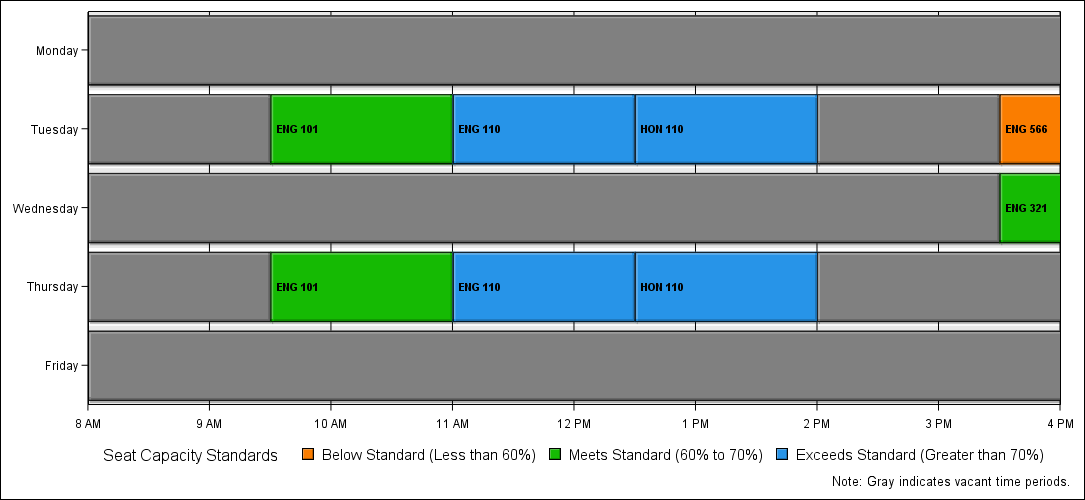 Monday
Tuesday
ENG 101
ENG 110
HON 110
ENG 566
Wednesday
ENG 321
Thursday
ENG 101
ENG 110
HON 110
Friday
8 AM 9 AM 10 AM 11 AM 12 PM 1 PM 2 PM 3 PM 4 PM
Seat Capacity Standards Below Standard (Less than 60%) Meets Standard (60% to 70%) Exceeds Standard (Greater than 70%)
Note: Gray indicates vacant time periods.